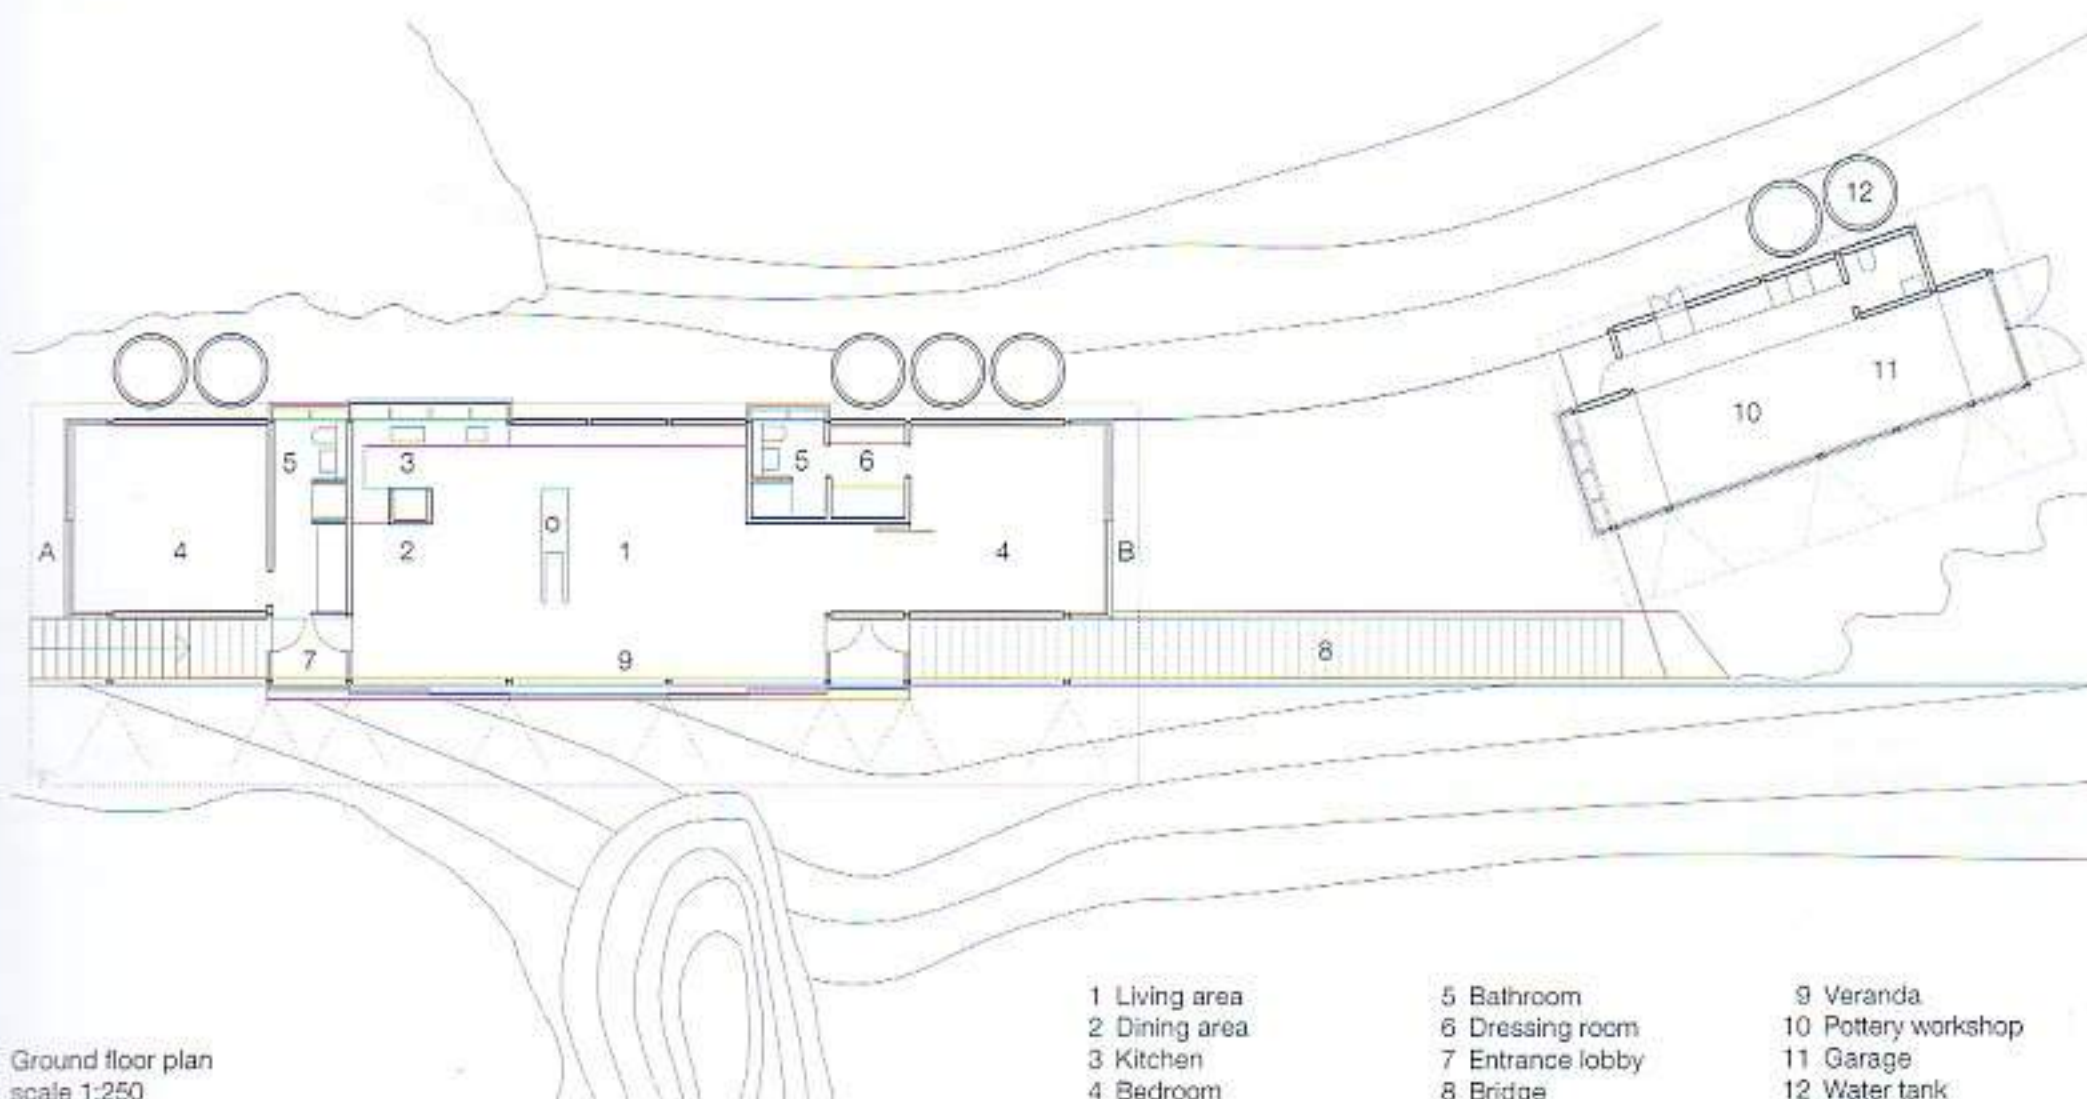 12
11
10
5
3
5
6
A
4
2
1
4
B
7
9
8
Ground floor plan
scale 1:250
1 Living area
2 Dining area
3 Kitchen
4 Bedroom
5 Bathroom
6 Dressing room
7 Entrance lobby
8 Bridge
9 Veranda
10 Pottery workshop
11 Garage
12 Water tank